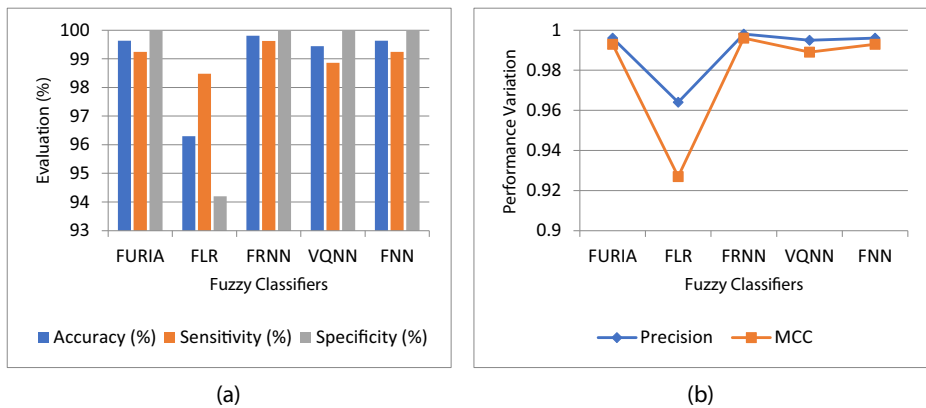 100
99
98
97
96
95
94
93
Evaluation (%)
FURIA FLR FRNN VQNN FNN
Fuzzy Classifiers
Accuracy (%) Sensitivity (%) Specificity (%)
(a)
1
0.98
0.96
0.94
0.92
0.9
Performance Variation
FURIA FLR FRNN VQNN FNN
Fuzzy Classifiers
Precision MCC
(b)